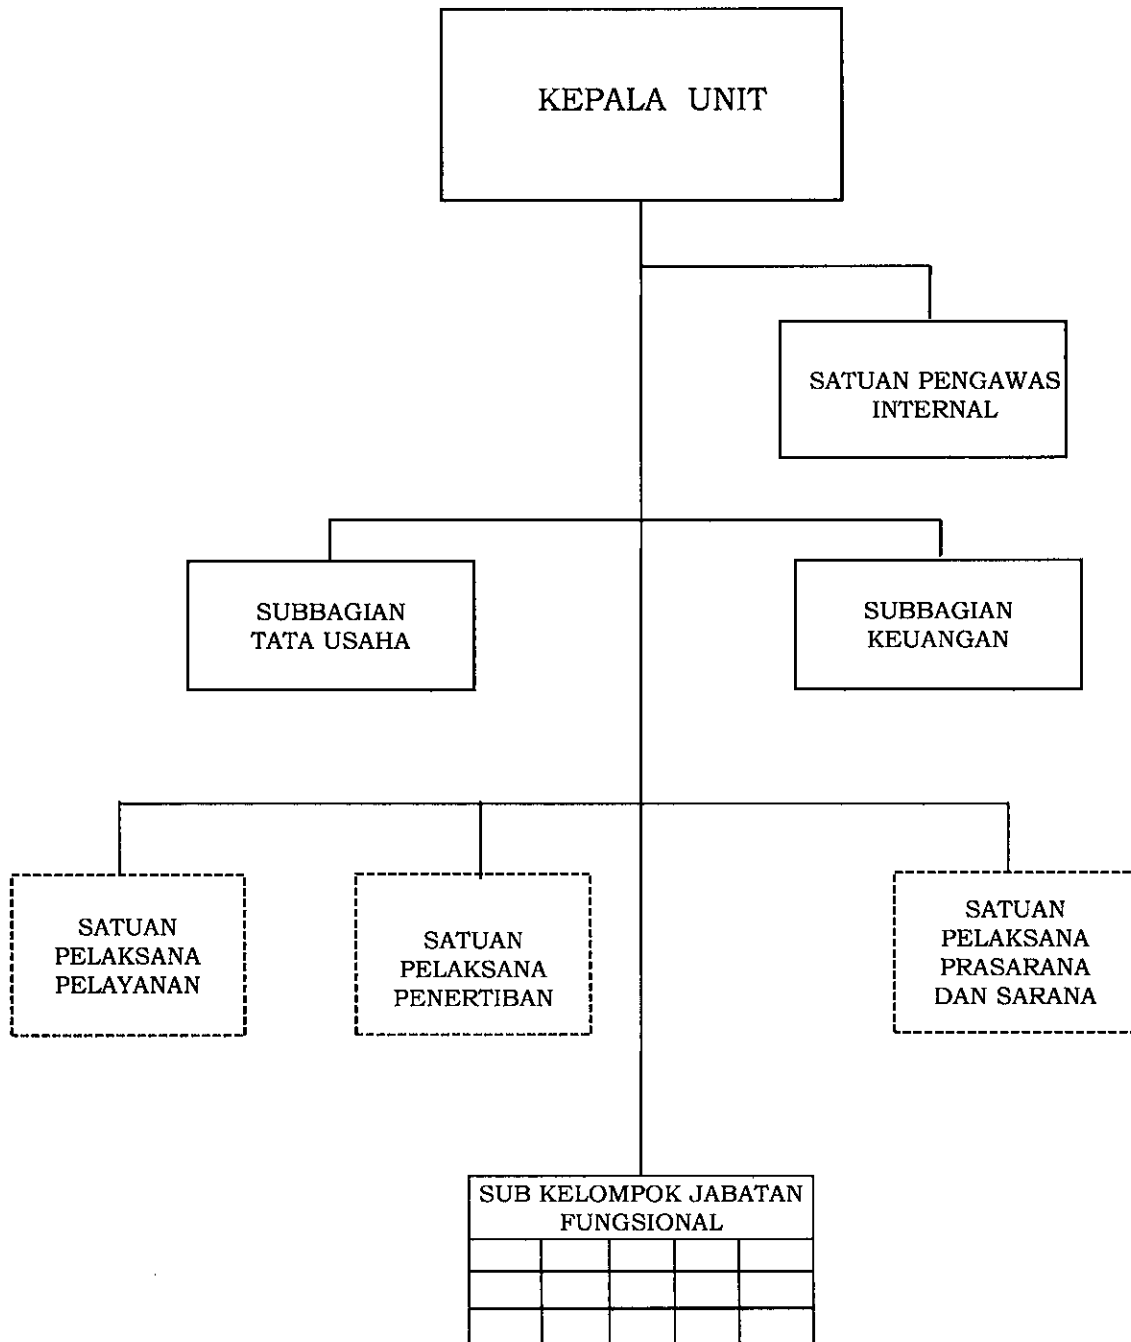 KEPALA UNIT
SATUAN PENGAWAS
INTERNAL
SUBBAGIAN
TATA USAHA
SUBBAGIAN
KEUANGAN
SATUAN
PELAKSANA
PELAYANAN
SATUAN
PELAKSANA
PENERTIBAN
SATUAN
PELAKSANA
PRASARANA
DAN SARANA
SUB KELOMPOK JABATAN
FUNGSIONAL